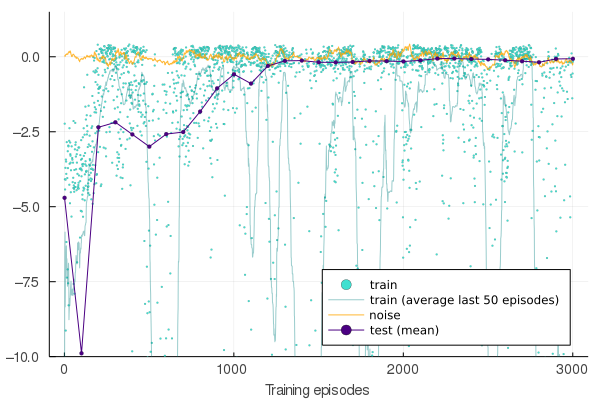 0.0
−2.5
−5.0
−7.5
−10.0
train
train (average last 50 episodes)
noise
test (mean)
0 1000 2000 3000
Training episodes